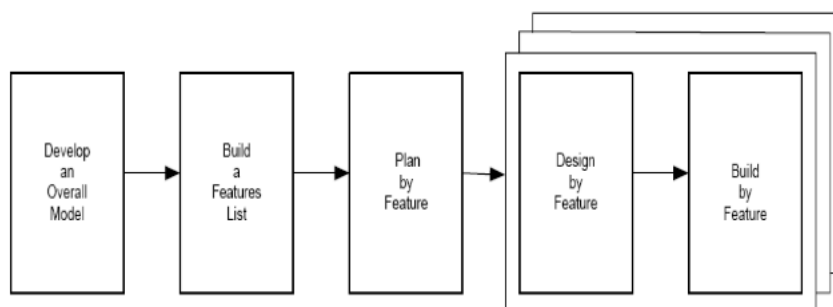 Develop
an
Overall
Model
Build
a
Features
List
Plan
by
Feature
Design
by
Feature
Build
by
Feature